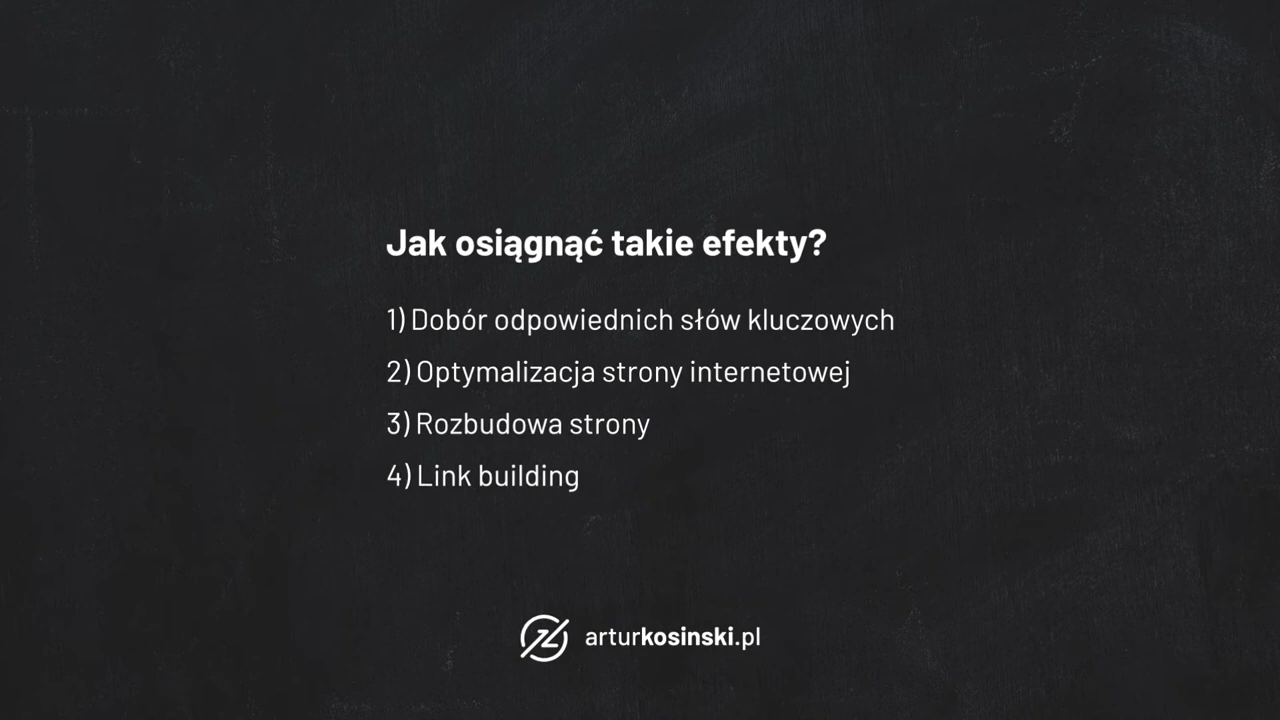 Jak osiągnąć takie efekty?
1) Dobór odpowiednich słów kluczowych
2) Optymalizacja strony internetowej
3) Rozbudowa strony
4) Link building
arturkosinski.pl